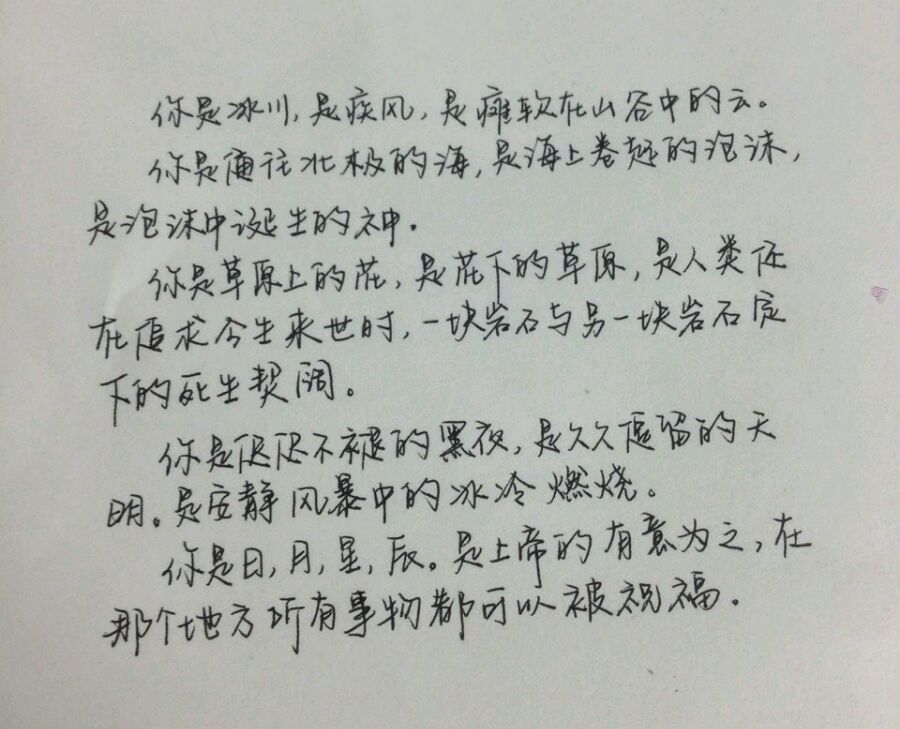 你是冰川,是疾风,是瘫软在山谷中的云。
你是通往北极的海,是海上卷起的泡沫,
是泡沫中诞生的神.
你是草原上的花,是花下的草原,是人类还
在追求今生来世时,一块岩石与另一块岩石定
下的死生契阔。
你是迟迟不褪的黑夜,是久久逗留的天
明。是安静风暴中的冰冷燃烧。
你是日,月,星,辰。是上帝的有意为之,在
那个地方所有事物都可以被祝福.